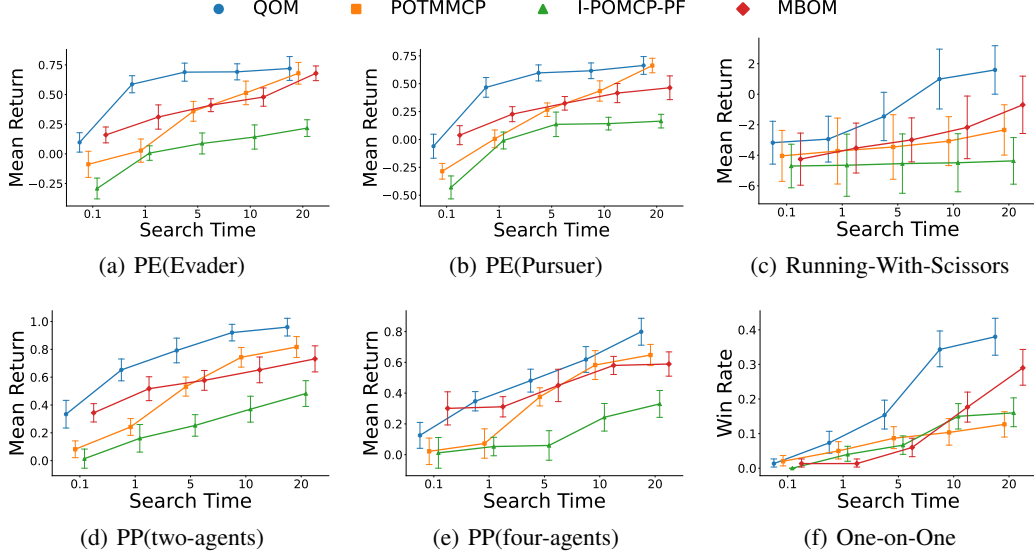 QOM POTMMCP I-POMCP-PF MBOM
Mean Return
0.75
0.50
0.25
0.00
−0.25
0.1 1 5 10 20
Search Time
(a) PE(Evader)
Mean Return
0.75
0.50
0.25
0.00
−0.25
−0.50
0.1 1 5 10 20
Search Time
(b) PE(Pursuer)
Mean Return
2
0
−2
−4
−6
0.1 1 5 10 20
Search Time
(c) Running-With-Scissors
Mean Return
1.0
0.8
0.6
0.4
0.2
0.0
0.1 1 5 10 20
Search Time
(d) PP(two-agents)
Mean Return
0.8
0.6
0.4
0.2
0.0
0.1 1 5 10 20
Search Time
(e) PP(four-agents)
Win Rate
0.4
0.3
0.2
0.1
0.0
0.1 1 5 10 20
Search Time
(f) One-on-One